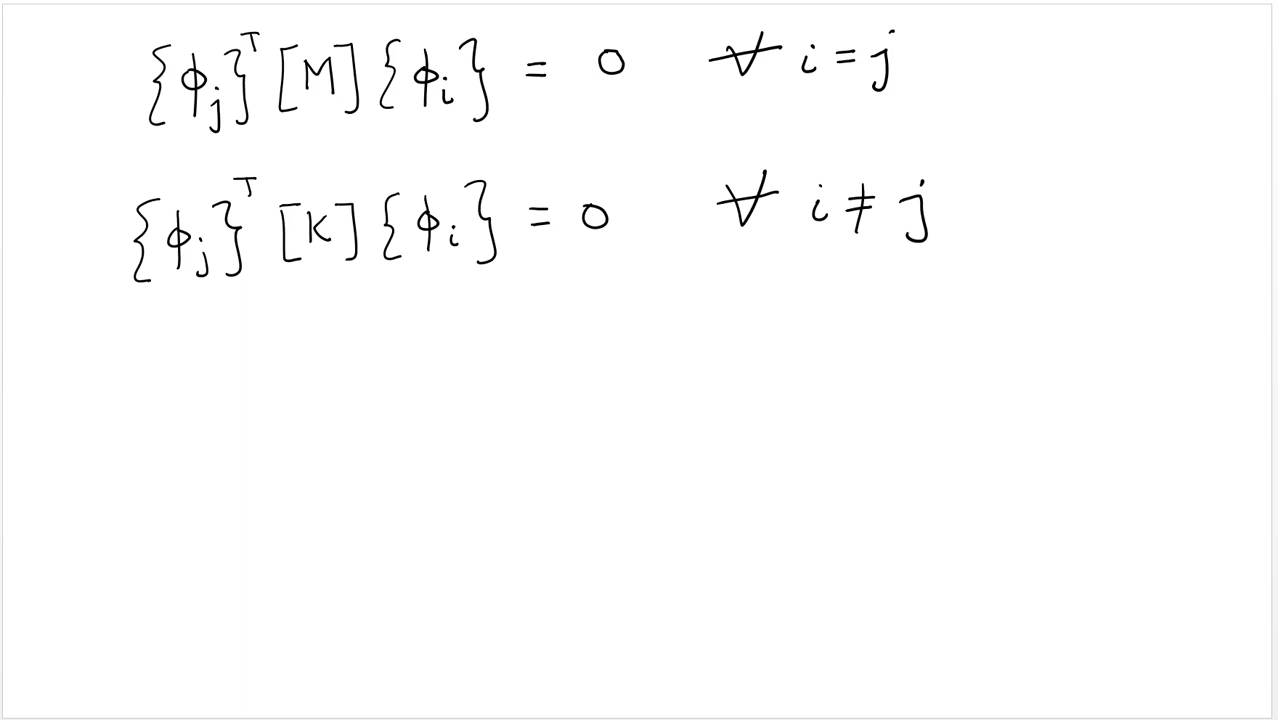 {ϕj}ᵀ [M] {ϕi} = 0 ∀ i = j
{ϕj}ᵀ [K] {ϕi} = 0 ∀ i ≠ j